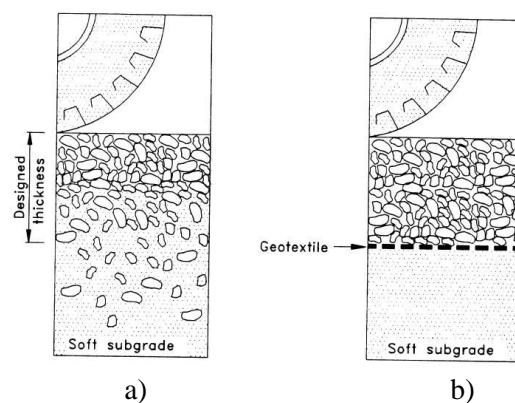 Designed
thickness
Soft subgrade
a)
Geotextile
Soft subgrade
b)